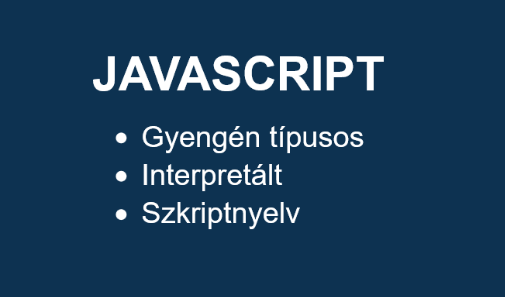 JAVASCRIPT
• Gyengén típusos
• Interpretált
• Szkriptnyelv